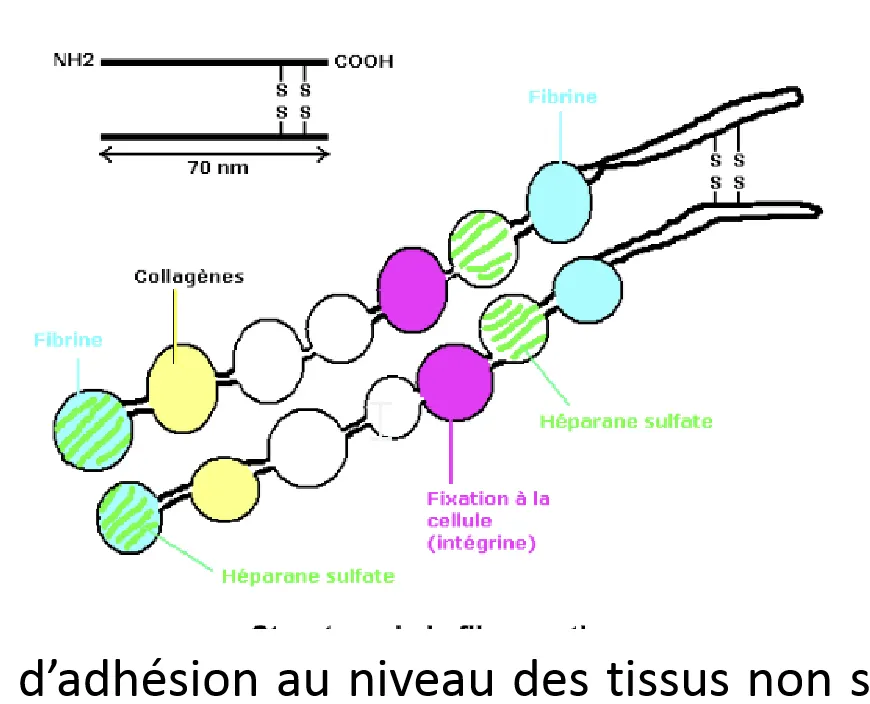 NH2
COOH
S S
S S
70 nm
Fibrine
S S
S S
Collagènes
Fibrine
Héparane sulfate
Fixation à la
cellule
(intégrine)
Héparane sulfate
d’adhésion au niveau des tissus non s